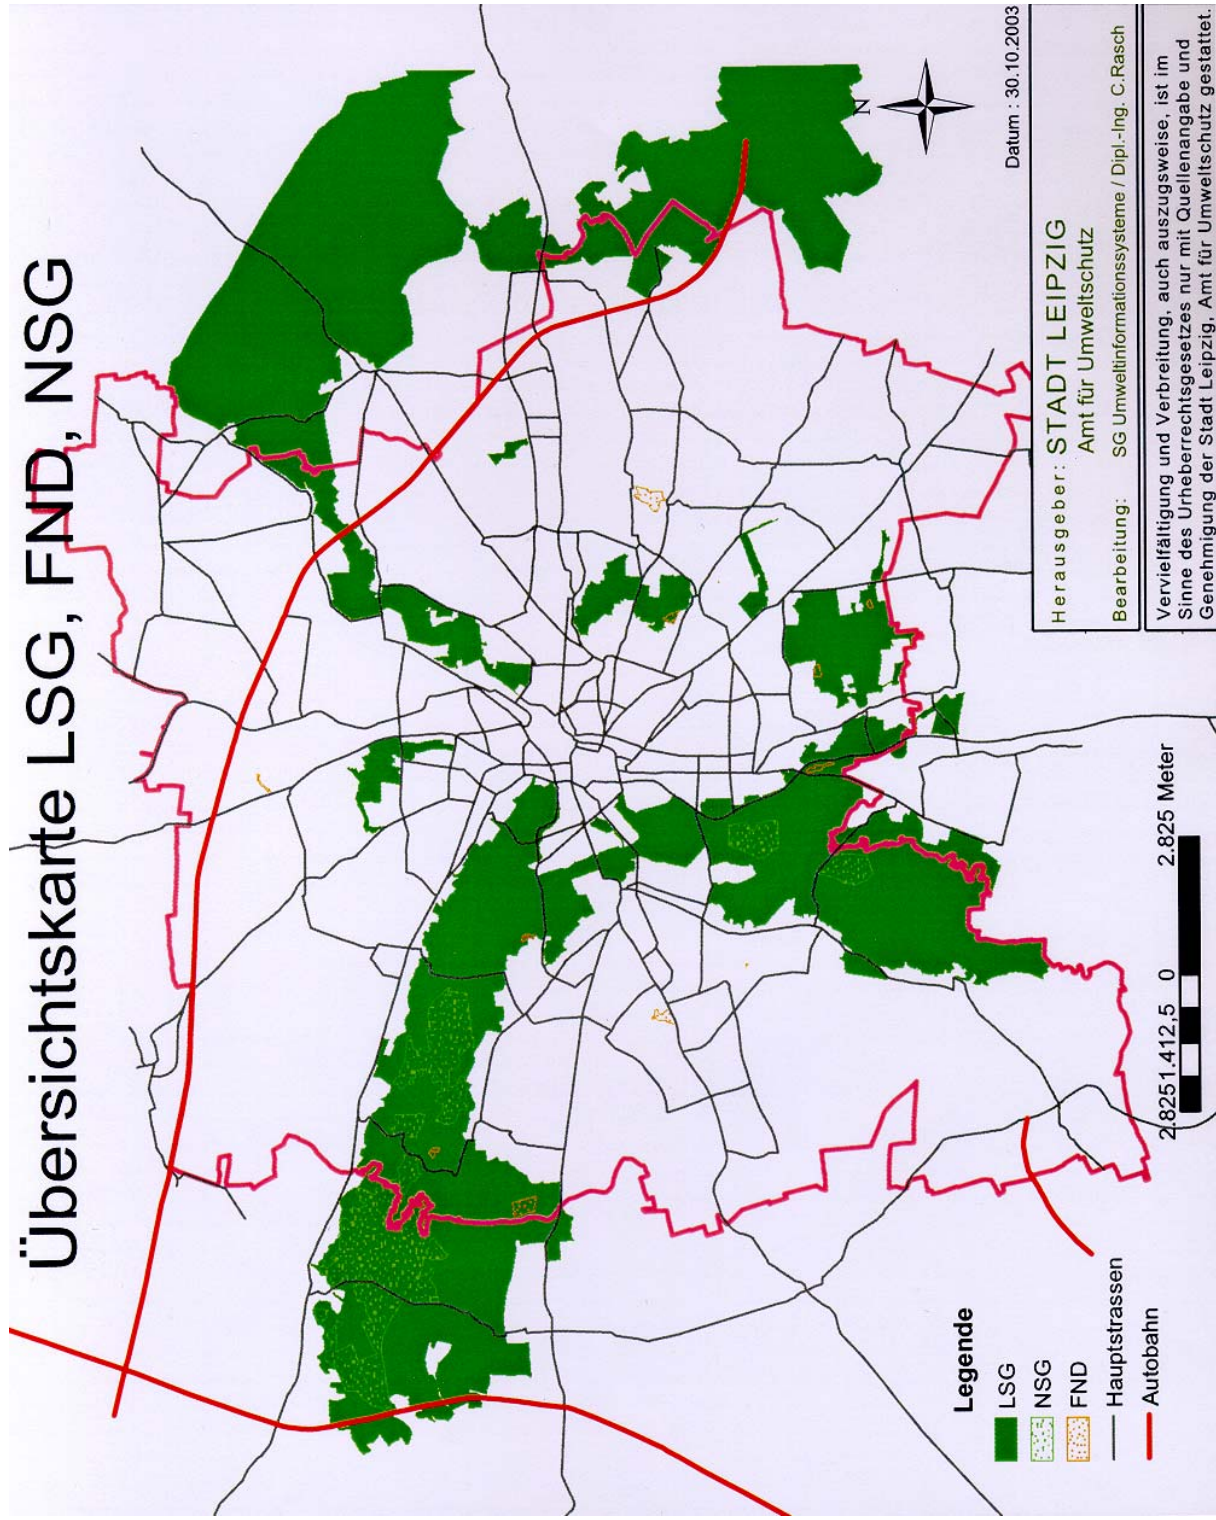 Übersichtskarte LSG, FND, NSG
N
Datum : 30.10.2003
Herausgeber: STADT LEIPZIG
Amt für Umweltschutz
Bearbeitung: SG Umweltinformationssysteme / Dipl.-Ing. C.Rasch
Vervielfältigung und Verbreitung, auch auszugsweise, ist im
Sinne des Urheberrechtsgesetzes nur mit Quellenangabe und
Genehmigung der Stadt Leipzig, Amt für Umweltschutz gestattet.
Legende
LSG
NSG
FND
Hauptstrassen
Autobahn
2.8251.412,5 0 2.825 Meter